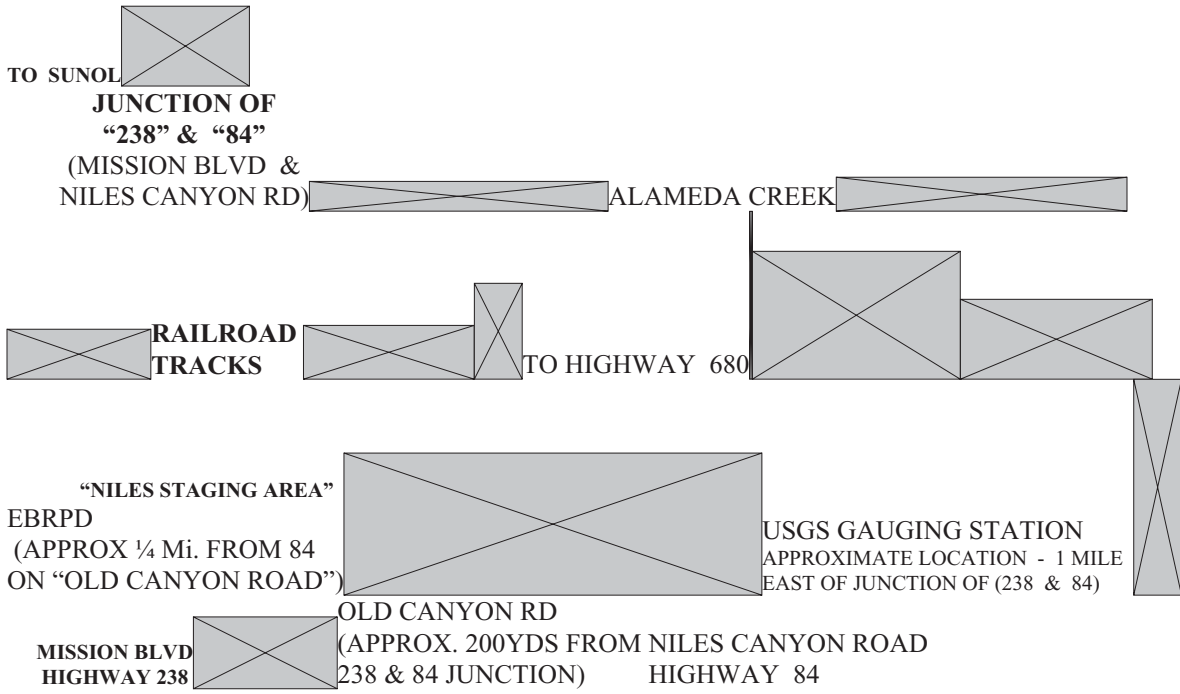 TO SUNOL
JUNCTION OF
“238” & “84”
(MISSION BLVD &
NILES CANYON RD)
ALAMEDA CREEK
RAILROAD
TRACKS
TO HIGHWAY 680
“NILES STAGING AREA”
EBRPD
(APPROX ¼ Mi. FROM 84
ON “OLD CANYON ROAD”)
USGS GAUGING STATION
APPROXIMATE LOCATION - 1 MILE
EAST OF JUNCTION OF (238 & 84)
MISSION BLVD
HIGHWAY 238
OLD CANYON RD
(APPROX. 200YDS FROM
238 & 84 JUNCTION)
NILES CANYON ROAD
HIGHWAY 84